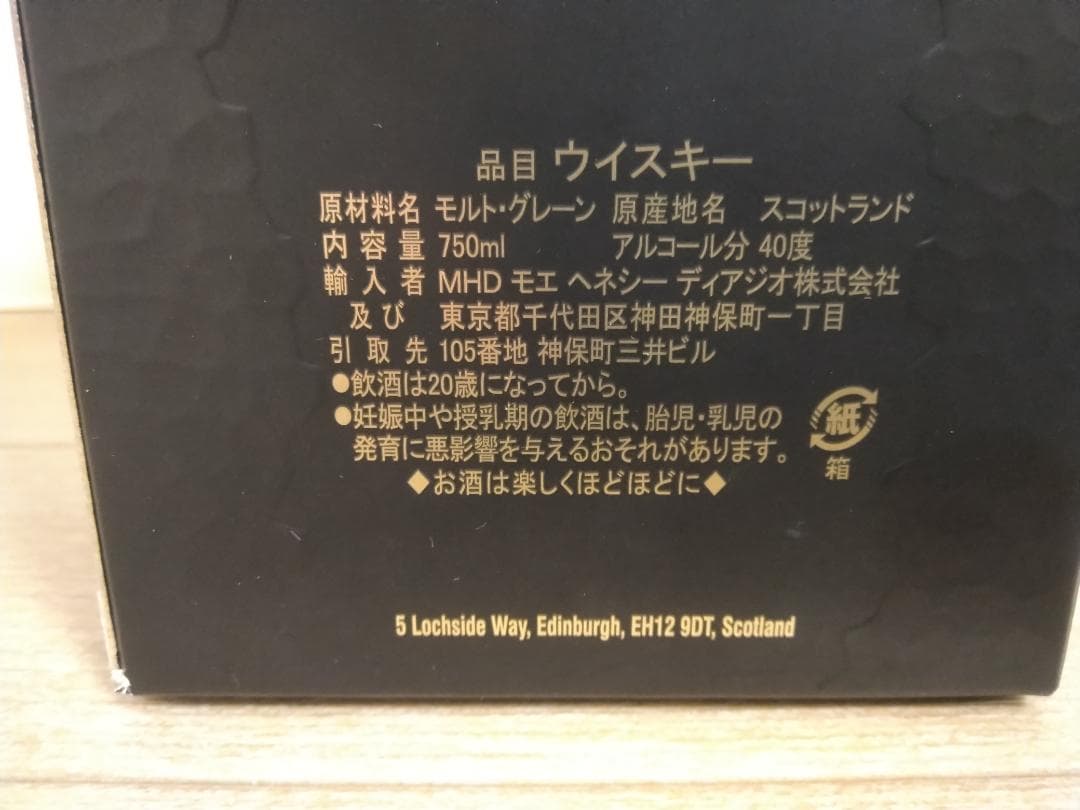 品目 ウイスキー
原材料名 モルト・グレーン 原産地名 スコットランド
内容量 750ml アルコール分 40度
輸入者 MHD モエ ヘネシー ディアジオ株式会社
及び 東京都千代田区神田神保町一丁目
引取先 105番地 神保町三井ビル
●飲酒は20歳になってから。
●妊娠中や授乳期の飲酒は、胎児・乳児の
発育に悪影響を与えるおそれがあります。
紙
箱
◆お酒は楽しくほどほどに◆
5 Lochside Way, Edinburgh, EH12 9DT, Scotland